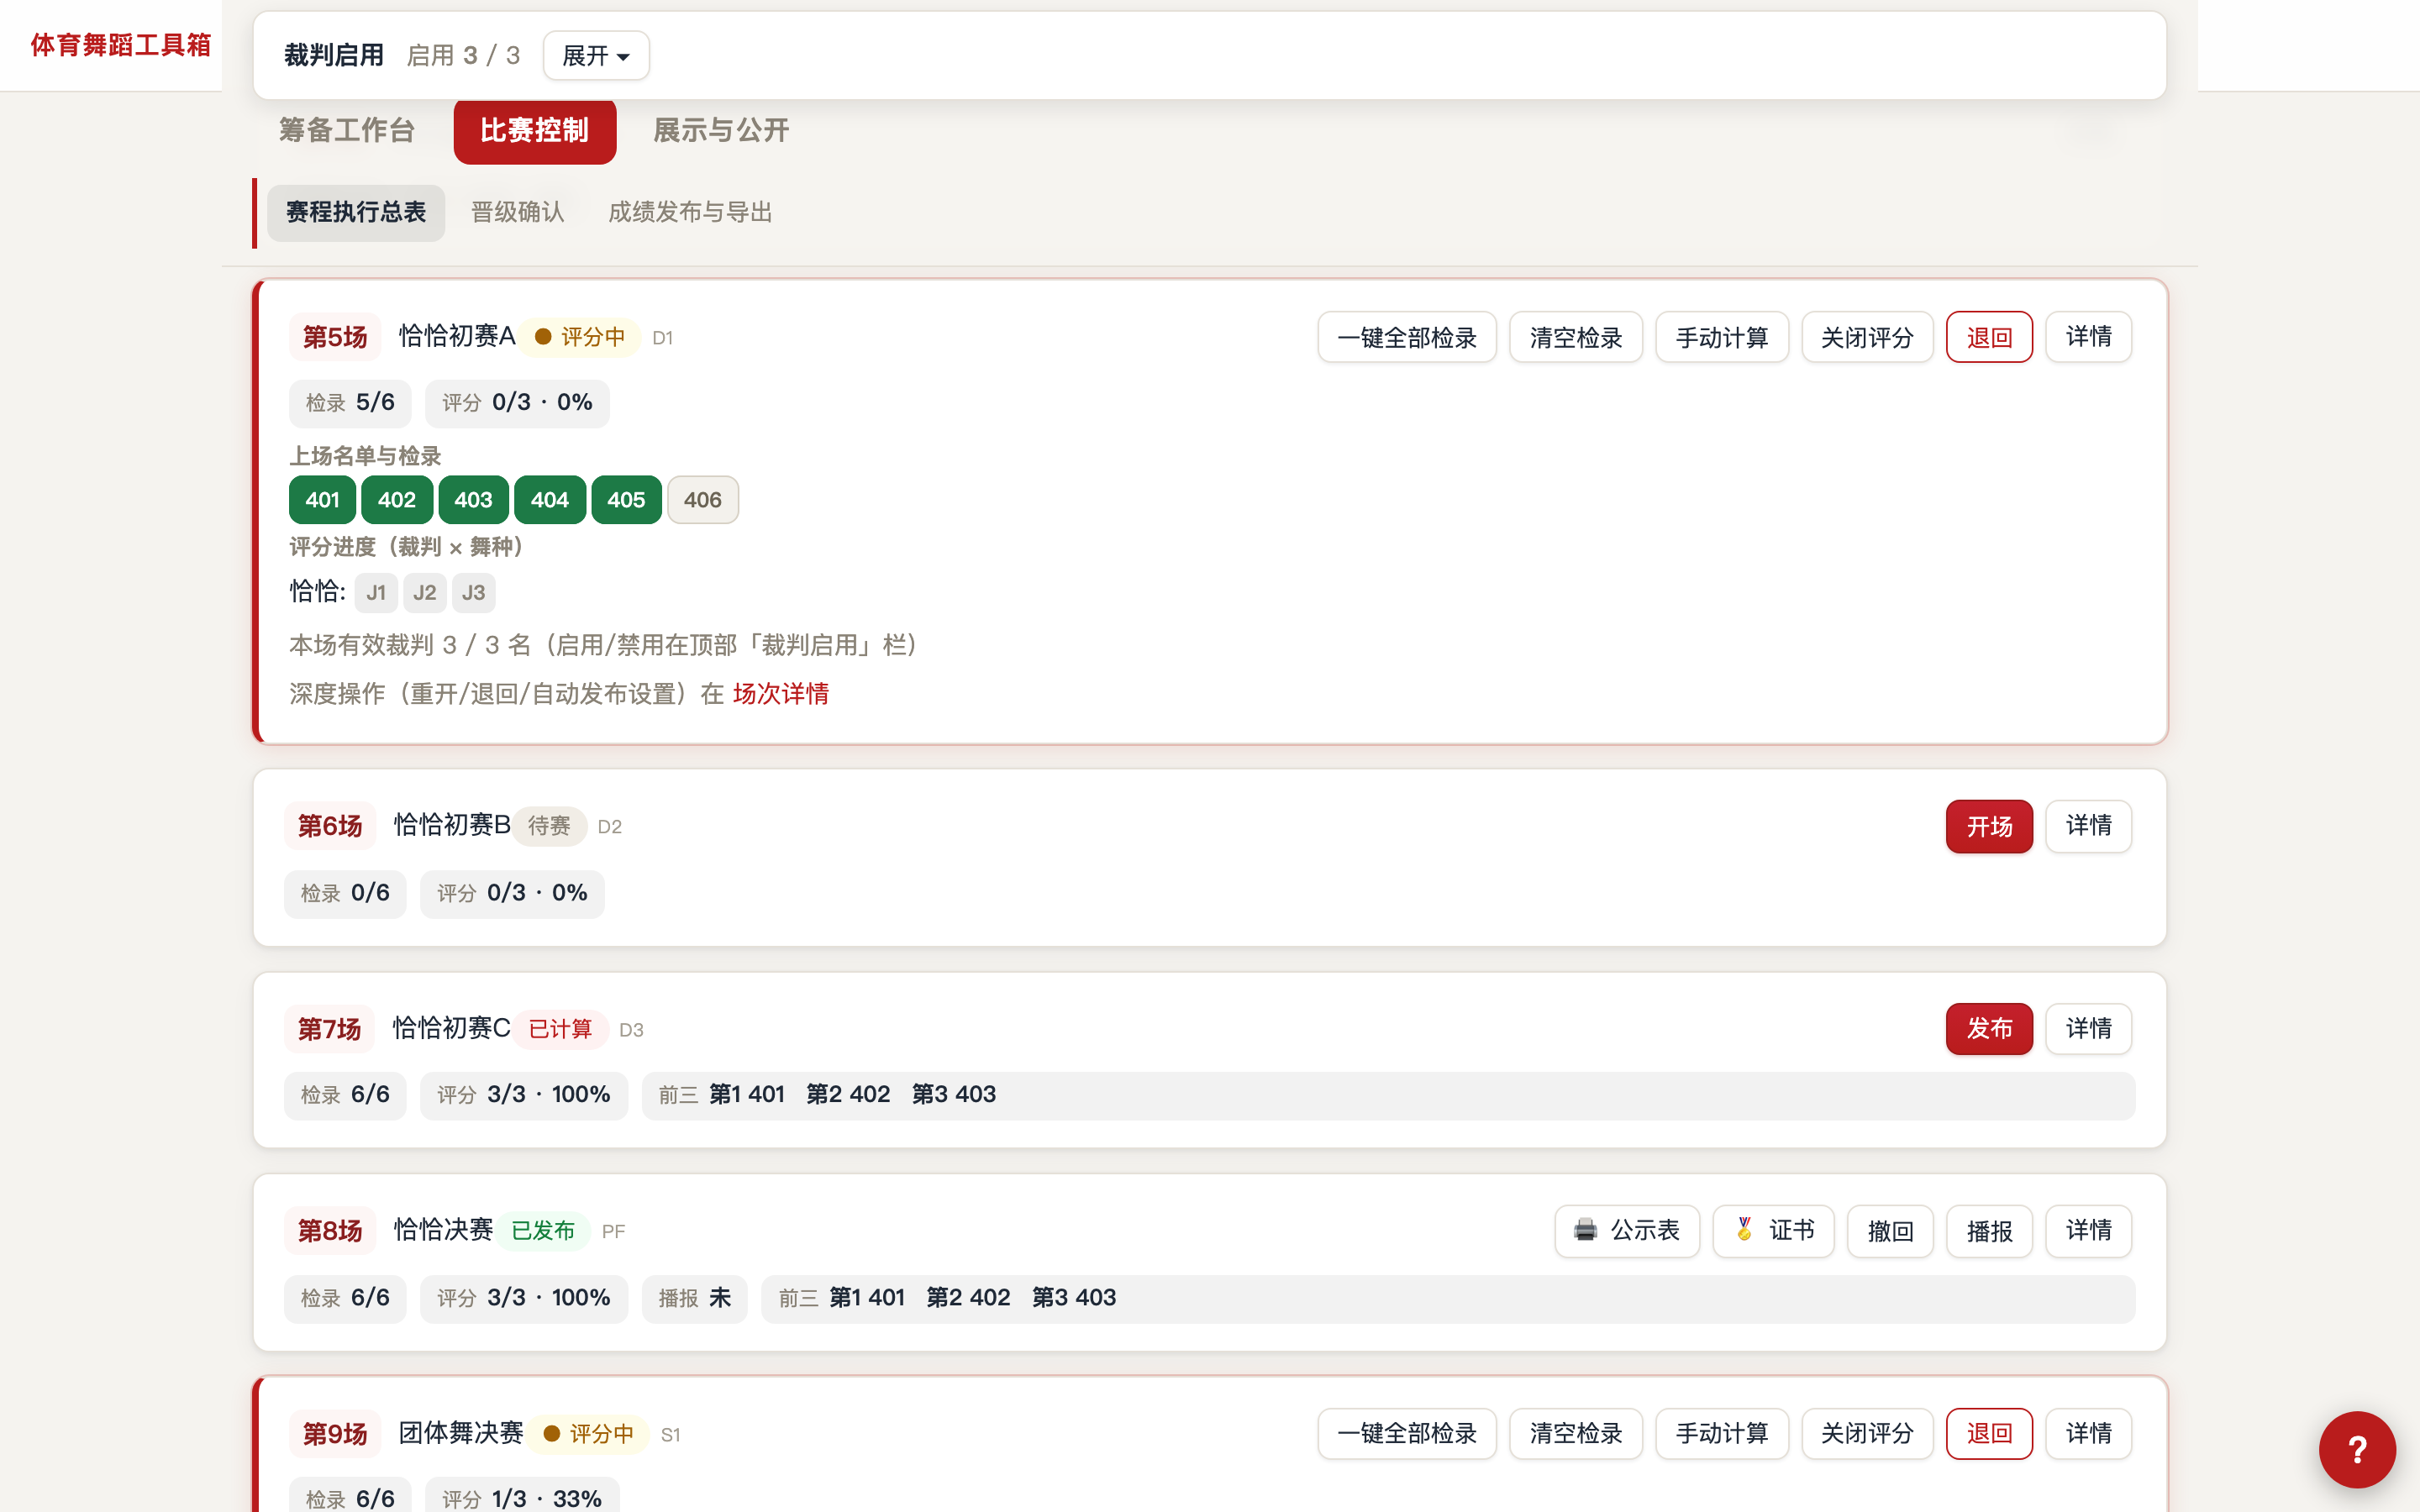 体育舞蹈工具箱
裁判启用 启用 3 / 3 展开
筹备工作台 比赛控制 展示与公开
赛程执行总表 晋级确认 成绩发布与导出
第5场 恰恰初赛A 评分中 D1 一键全部检录 清空检录 手动计算 关闭评分 退回 详情
检录 5/6 评分 0/3 · 0%
上场名单与检录
401 402 403 404 405 406
评分进度（裁判 × 舞种）
恰恰: J1 J2 J3
本场有效裁判 3 / 3 名（启用/禁用在顶部「裁判启用」栏）
深度操作（重开/退回/自动发布设置）在 场次详情
第6场 恰恰初赛B 待赛 D2 开场 详情
检录 0/6 评分 0/3 · 0%
第7场 恰恰初赛C 已计算 D3 发布 详情
检录 6/6 评分 3/3 · 100% 前三 第1 401 第2 402 第3 403
第8场 恰恰决赛 已发布 PF 公示表 证书 撤回 播报 详情
检录 6/6 评分 3/3 · 100% 播报 未 前三 第1 401 第2 402 第3 403
第9场 团体舞决赛 评分中 S1 一键全部检录 清空检录 手动计算 关闭评分 退回 详情
检录 6/6 评分 1/3 · 33%
?